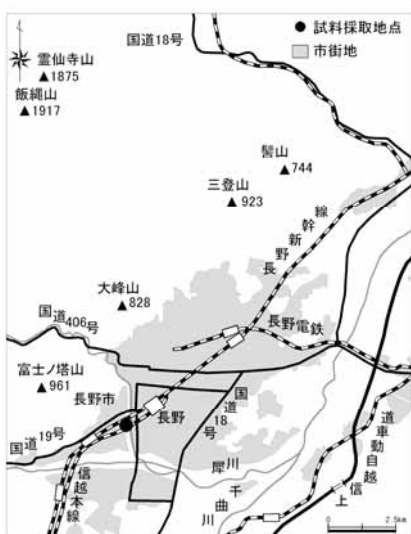 ● 試料採取地点
市街地
国道18号
霊仙寺山
▲1875
飯縄山
▲1917
髻山
▲744
三登山
▲923
長野新幹線
大峰山
▲828
国道406号
長野電鉄
富士ノ塔山
▲961
長野市
長野
国道18号
国道19号
信越本線
犀川
千曲川
上信越自動車道
0 2.5km